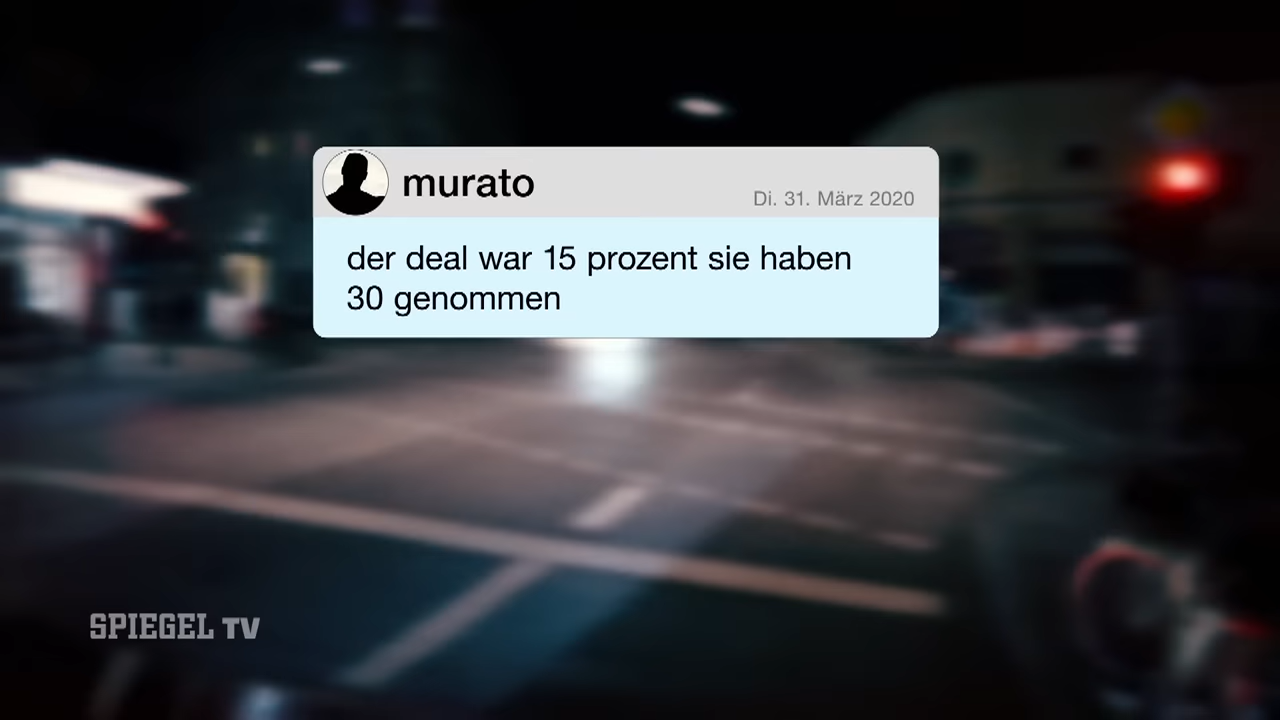 murato
Di. 31. März 2020
der deal war 15 prozent sie haben
30 genommen
SPIEGEL TV